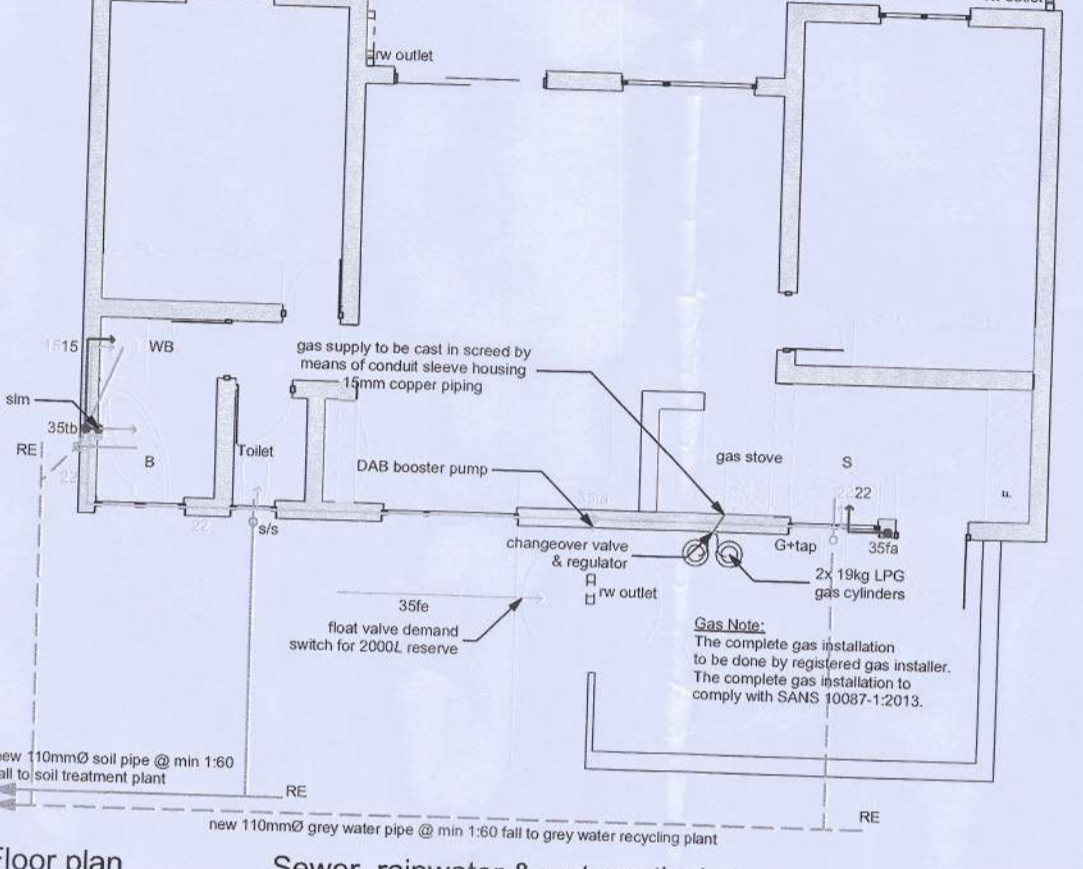 rw outlet
15
WB
gas supply to be cast in screed by
means of conduit sleeve housing
15mm copper piping
slm
35tb
RE
B
Toilet
22
DAB booster pump
gas stove
S
22
22
s/s
changeover valve
& regulator
G+tap
35fa
2x 19kg LPG
gas cylinders
rw outlet
35fe
float valve demand
switch for 2000L reserve
Gas Note:
The complete gas installation
to be done by registered gas installer.
The complete gas installation to
comply with SANS 10087-1:2013.
new 110mmØ soil pipe @ min 1:60
fall to soil treatment plant
RE
RE
new 110mmØ grey water pipe @ min 1:60 fall to grey water recycling plant
Floor plan
Sewer, rainwater &